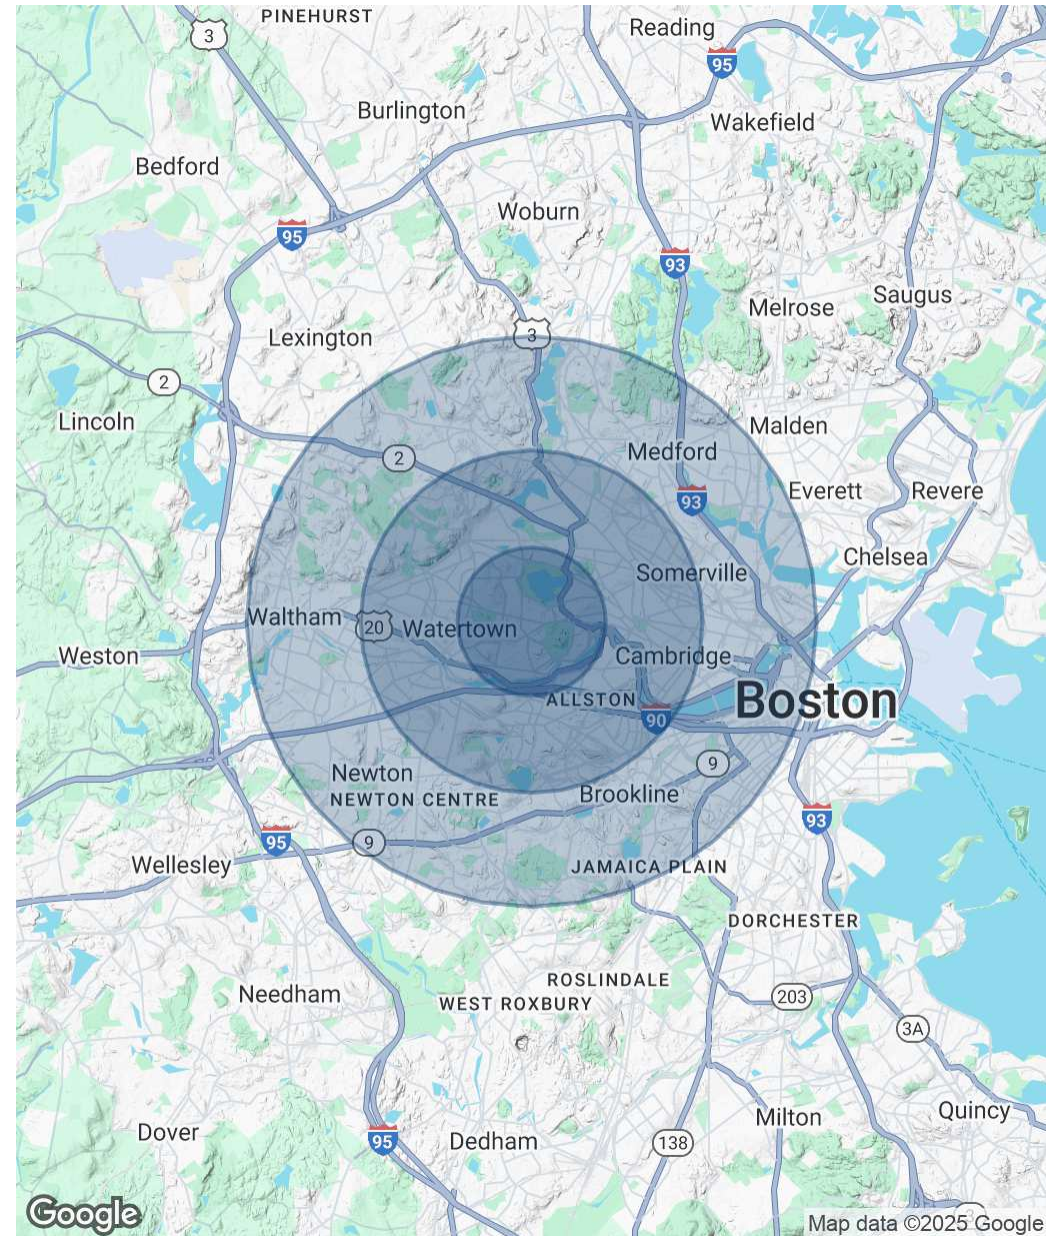 PINEHURST
3
Reading
95
Burlington
Wakefield
Bedford
Woburn
95
93
Saugus
Melrose
Lexington
3
2
Lincoln
Malden
Medford
2
Everett
Revere
93
Chelsea
Somerville
Waltham
20
Watertown
Weston
Cambridge
ALLSTON
Boston
90
9
Newton
NEWTON CENTRE
Brookline
93
95
9
Wellesley
JAMAICA PLAIN
DORCHESTER
ROSLINDALE
Needham
WEST ROXBURY
203
3A
Quincy
Milton
Dover
95
Dedham
138
3
Google
Map data ©2025 Google